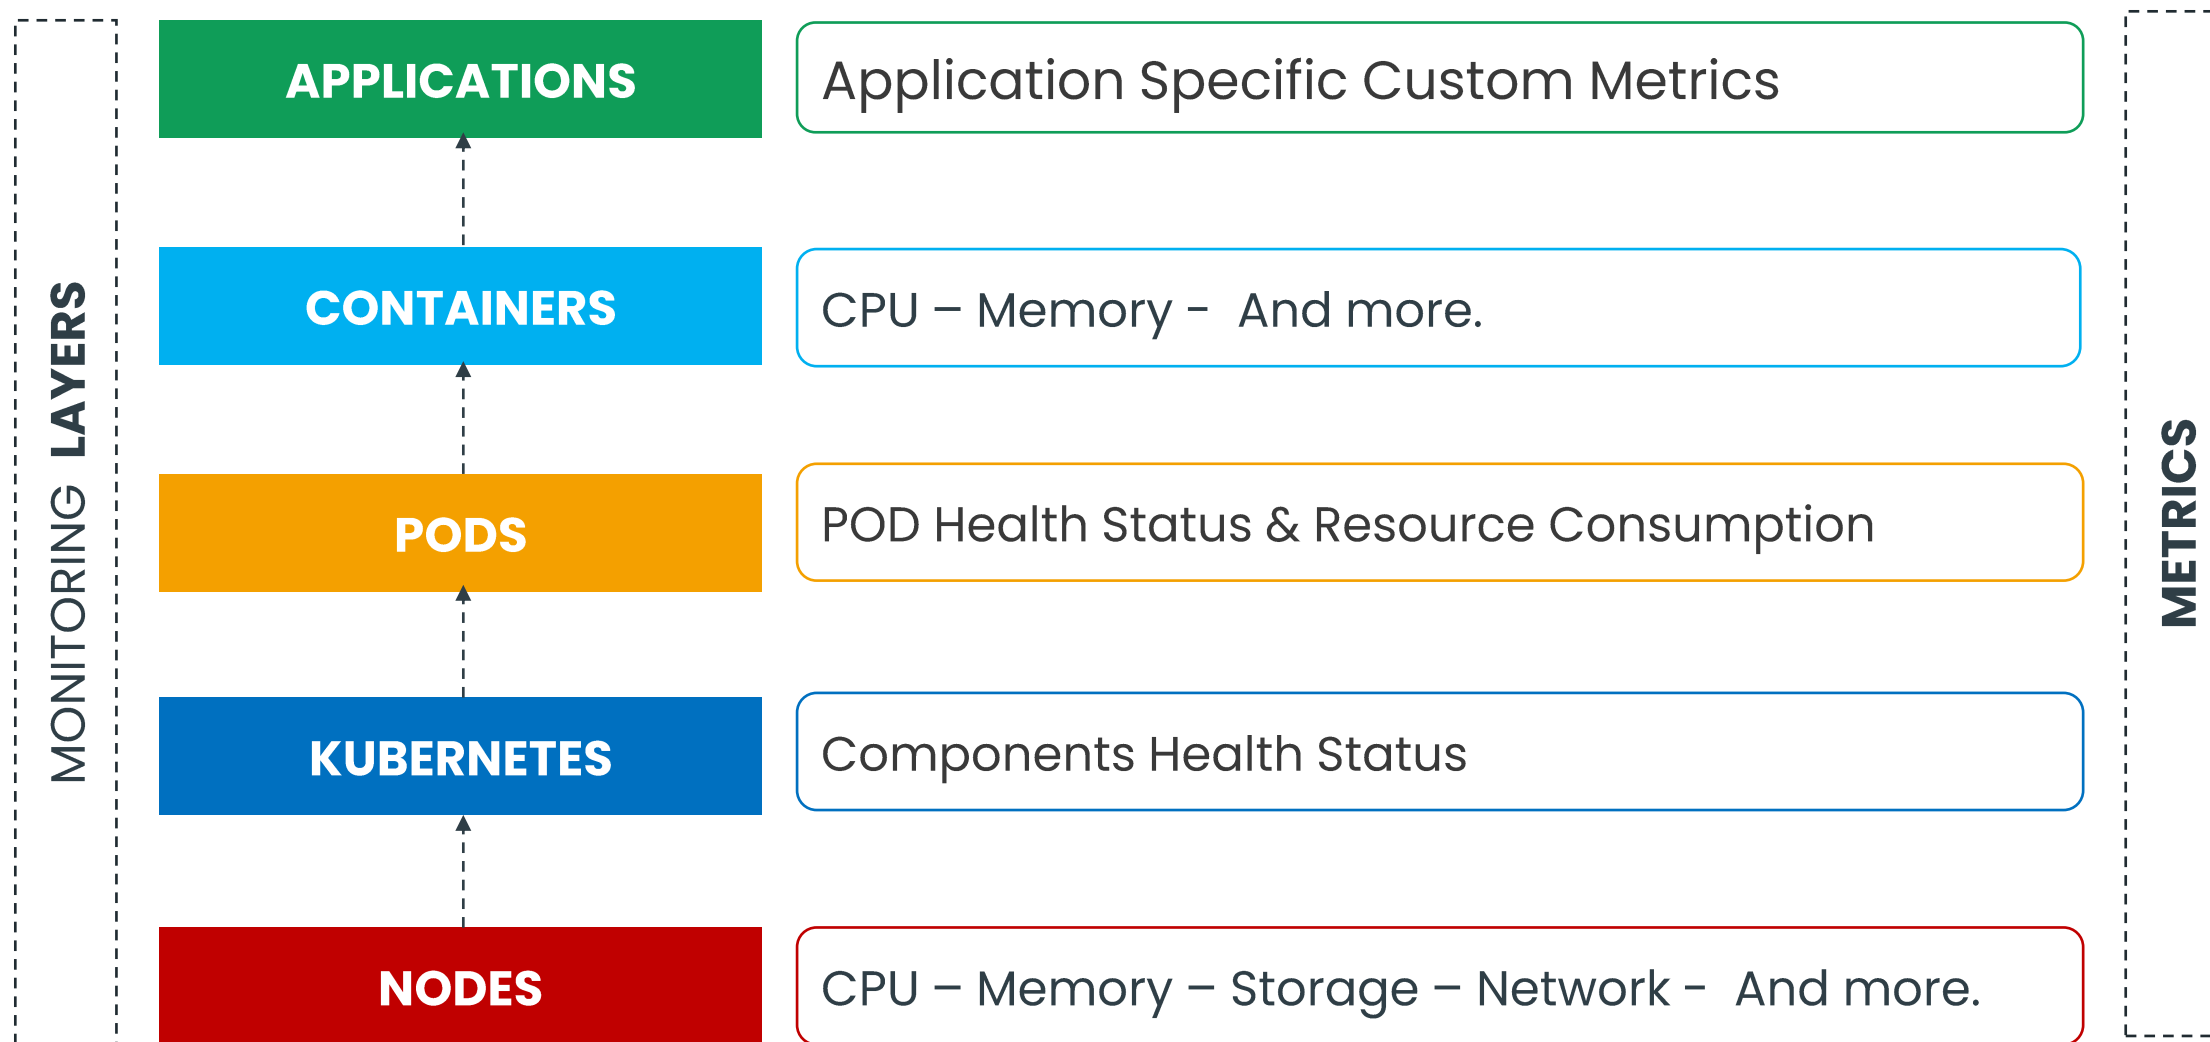 MONITORING LAYERS
APPLICATIONS
Application Specific Custom Metrics
CONTAINERS
CPU – Memory -  And more.
PODS
POD Health Status & Resource Consumption
KUBERNETES
Components Health Status
NODES
CPU – Memory – Storage – Network -  And more.
METRICS